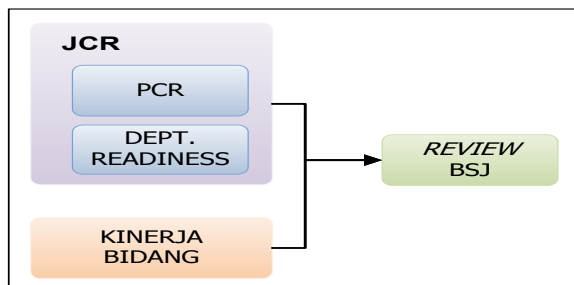 JCR
PCR
DEPT.
READINESS
REVIEW
BSJ
KINERJA
BIDANG